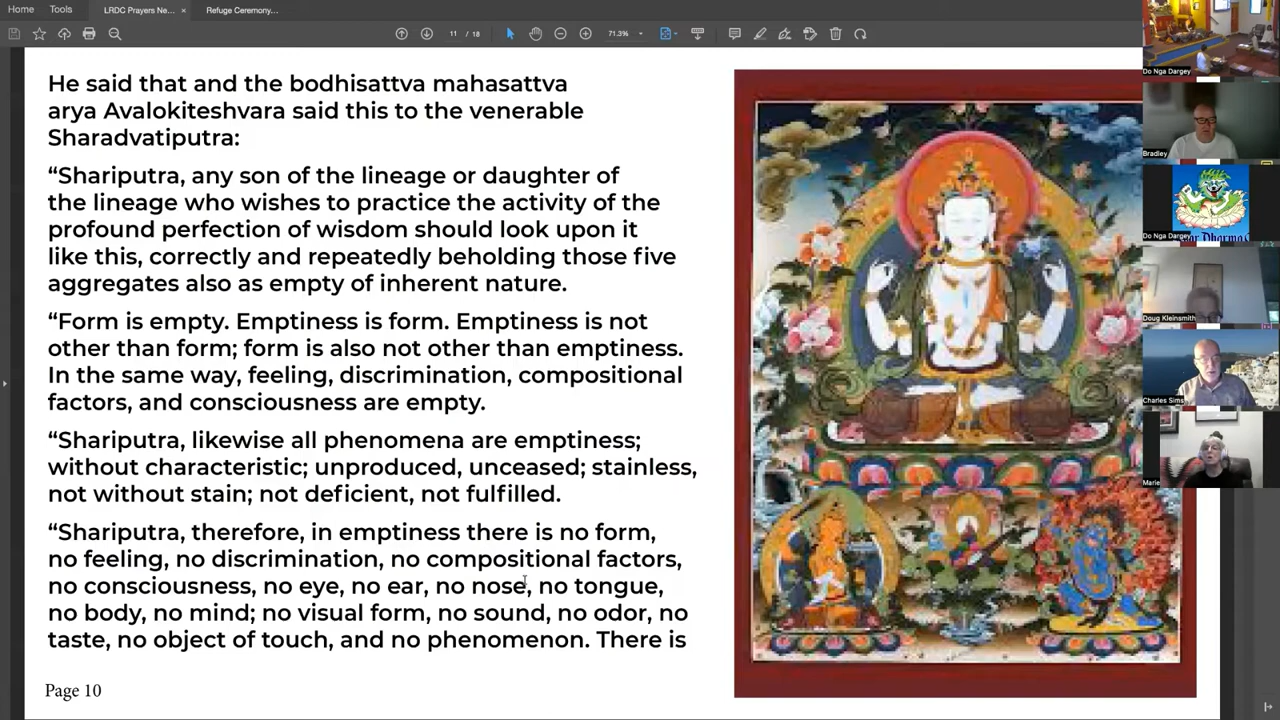 Home Tools LRDC Prayers Ne... × Refuge Ceremony...
11 / 18 71.3%
He said that and the bodhisattva mahasattva
arya Avalokiteshvara said this to the venerable
Sharadvatiputra:
“Shariputra, any son of the lineage or daughter of
the lineage who wishes to practice the activity of the
profound perfection of wisdom should look upon it
like this, correctly and repeatedly beholding those five
aggregates also as empty of inherent nature.
“Form is empty. Emptiness is form. Emptiness is not
other than form; form is also not other than emptiness.
In the same way, feeling, discrimination, compositional
factors, and consciousness are empty.
“Shariputra, likewise all phenomena are emptiness;
without characteristic; unproduced, unceased; stainless,
not without stain; not deficient, not fulfilled.
“Shariputra, therefore, in emptiness there is no form,
no feeling, no discrimination, no compositional factors,
no consciousness, no eye, no ear, no nose, no tongue,
no body, no mind; no visual form, no sound, no odor, no
taste, no object of touch, and no phenomenon. There is
Page 10
Do Nga Dargey
Bradley
Do Nga Dargey
Doug Kleinsmith
Charles Sims
Marie